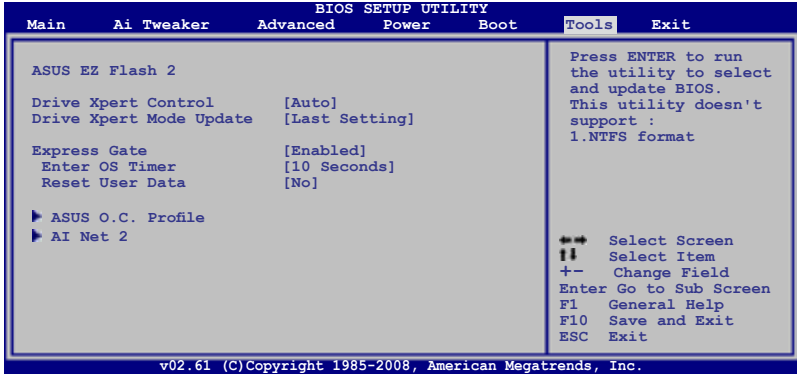 BIOS SETUP UTILITY
Main Ai Tweaker Advanced Power Boot Tools Exit
ASUS EZ Flash 2
Drive Xpert Control [Auto]
Drive Xpert Mode Update [Last Setting]
Express Gate [Enabled]
Enter OS Timer [10 Seconds]
Reset User Data [No]
ASUS O.C. Profile
AI Net 2
Press ENTER to run
the utility to select
and update BIOS.
This utility doesn't
support :
1.NTFS format
Select Screen
Select Item
+- Change Field
Enter Go to Sub Screen
F1 General Help
F10 Save and Exit
ESC Exit
v02.61 (C)Copyright 1985-2008, American Megatrends, Inc.